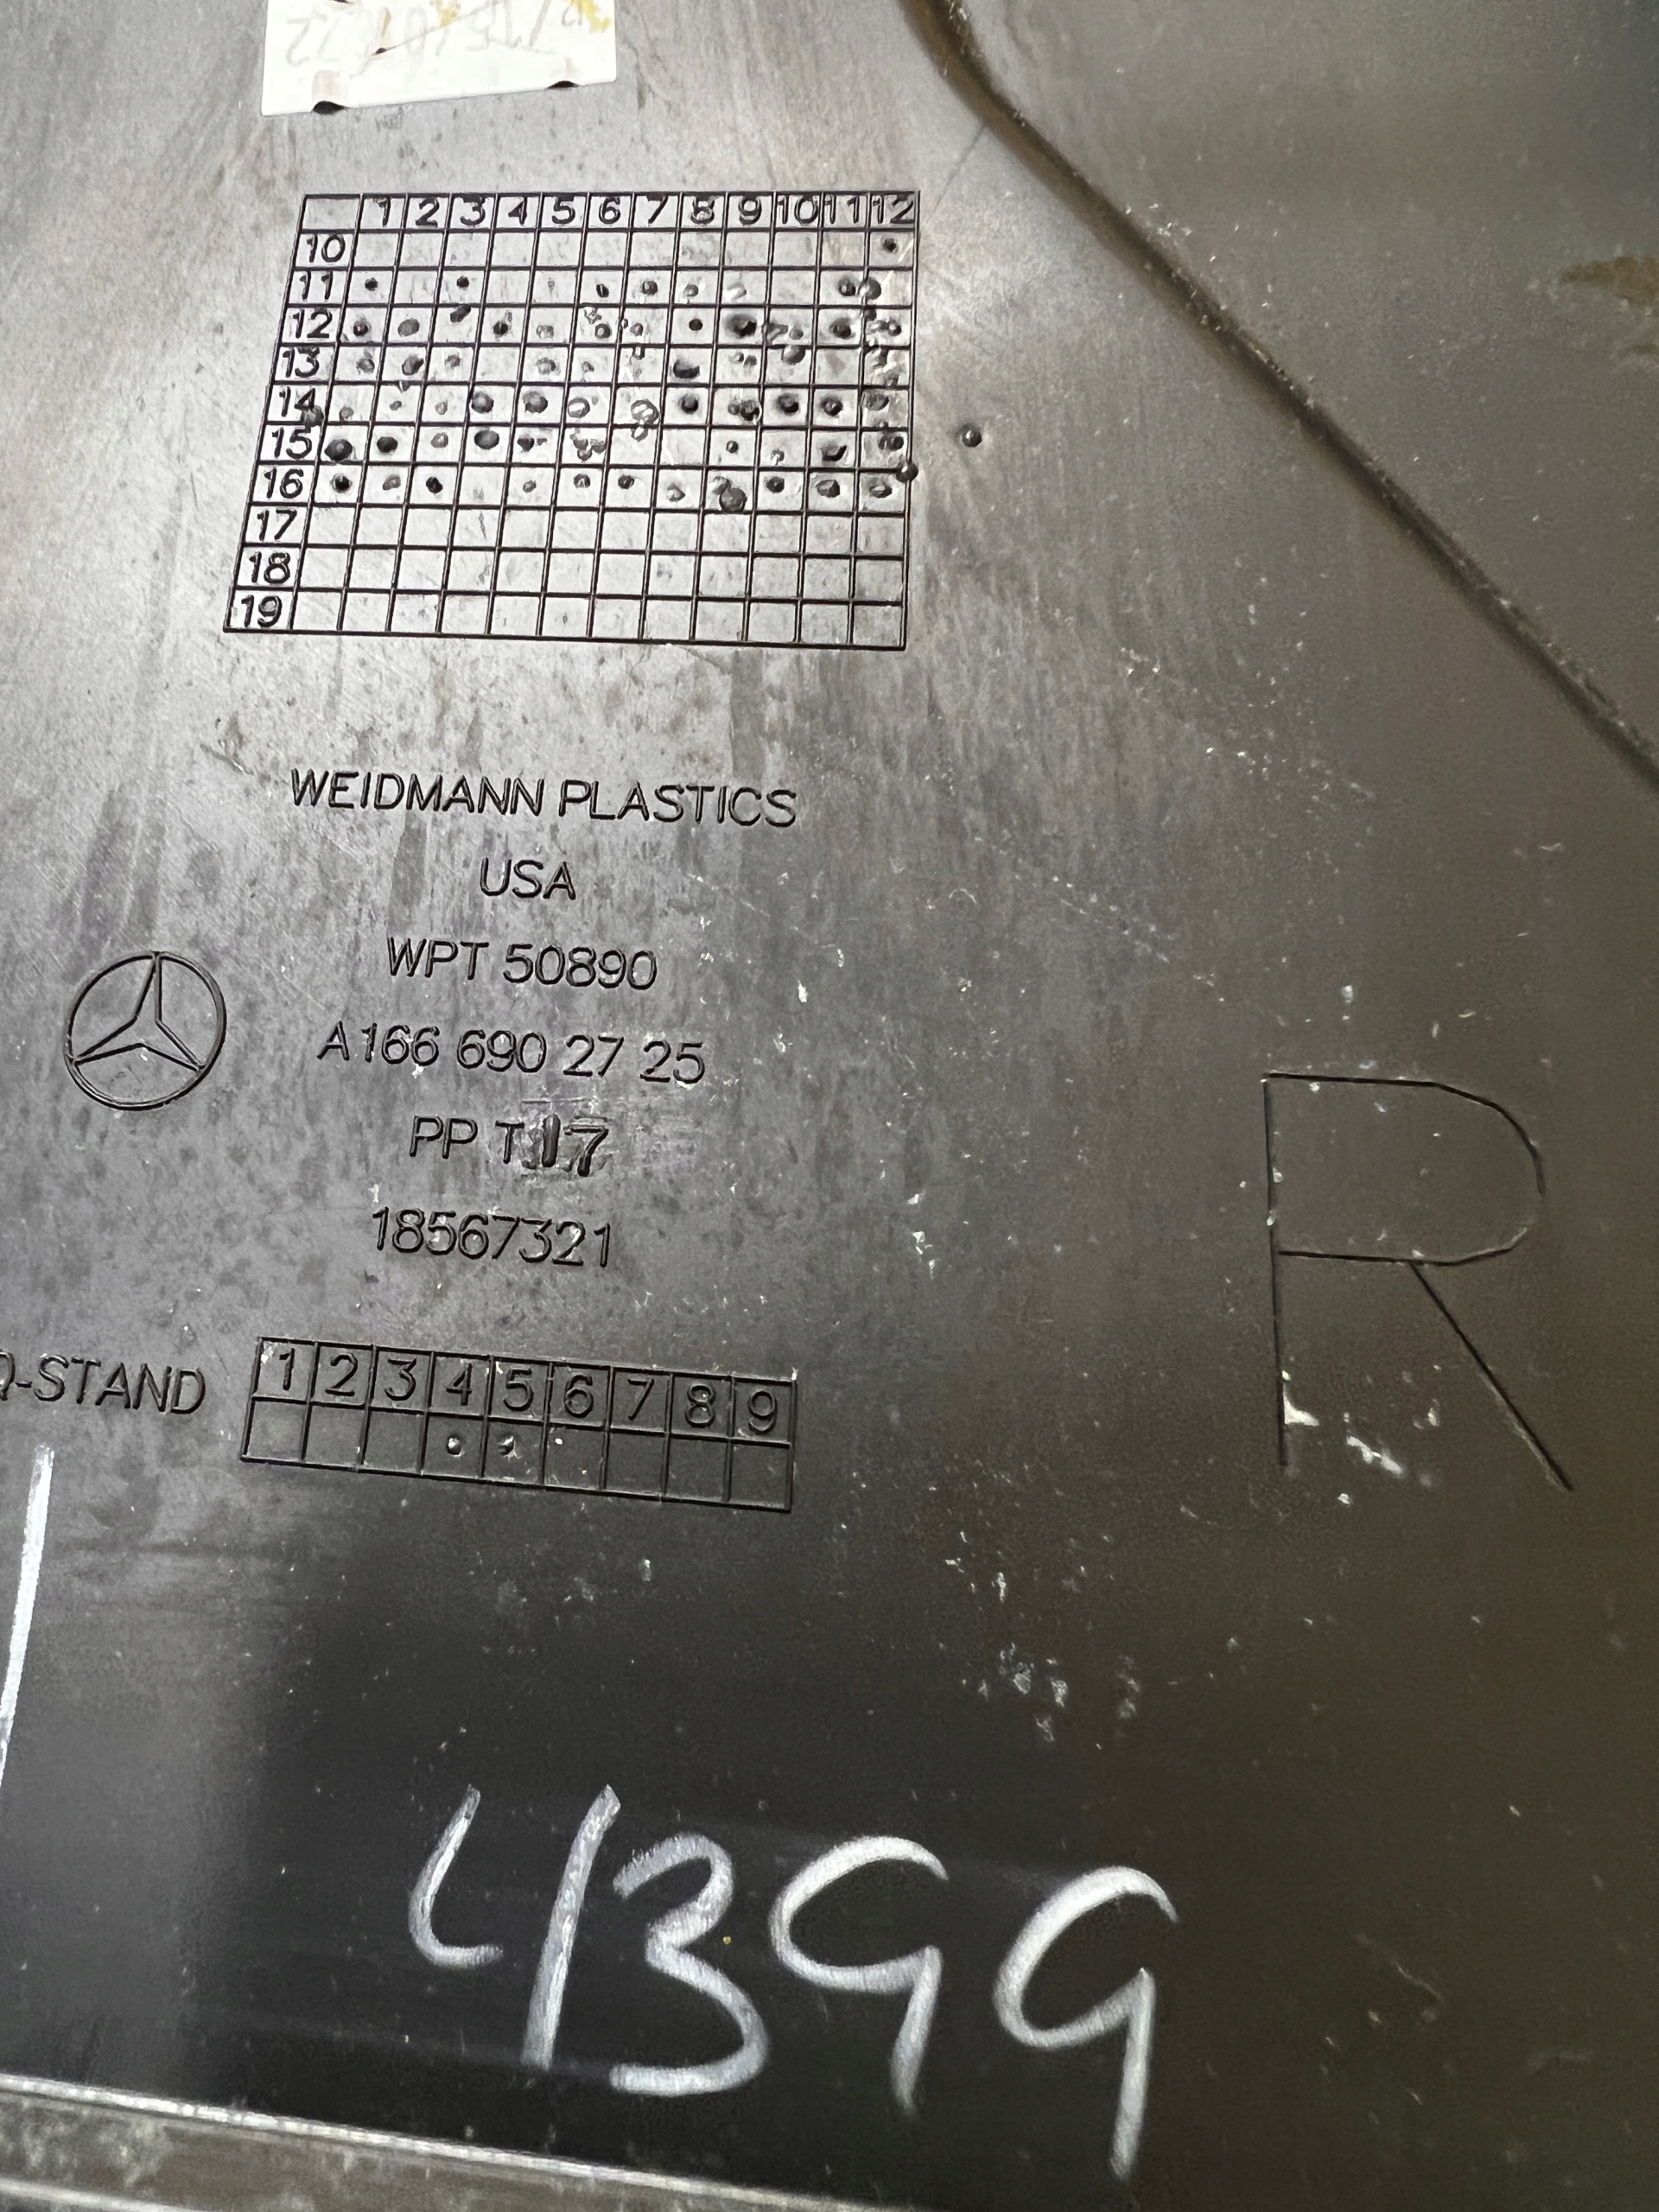 1 2 3 4 5 6 7 8 9 10 11 12
10
11
12
13
14
15
16
17
18
19
WEIDMANN PLASTICS
USA
WPT 50890
A 166 690 27 25
PP T17
18567321
R
-STAND 1 2 3 4 5 6 7 8 9
4399